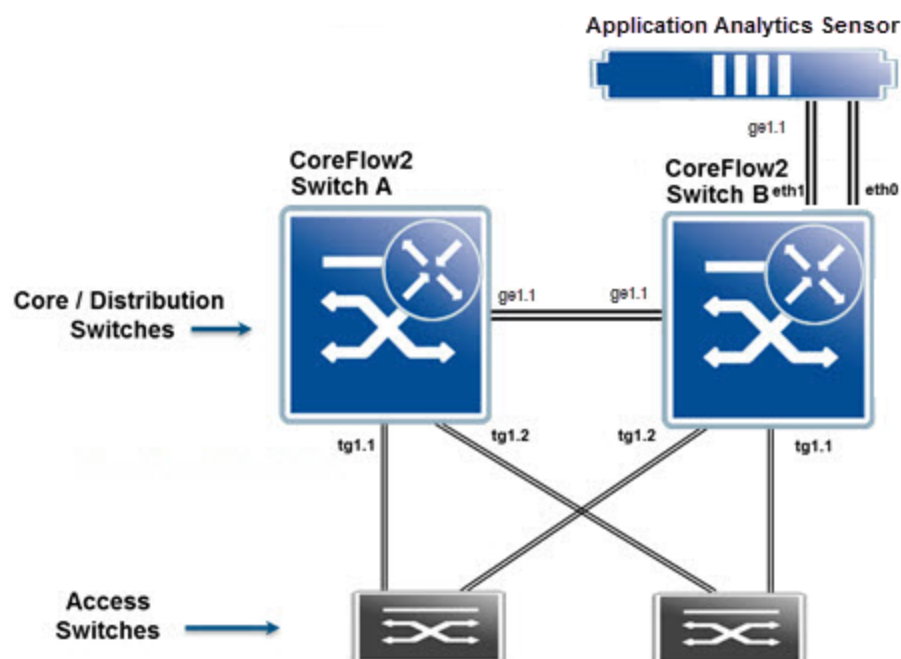 Application Analytics Sensor
ge1.1
CoreFlow2
Switch A
CoreFlow2
Switch B
eth1
eth0
Core / Distribution
Switches
ge1.1
ge1.1
tg1.1
tg1.2
tg1.2
tg1.1
Access
Switches